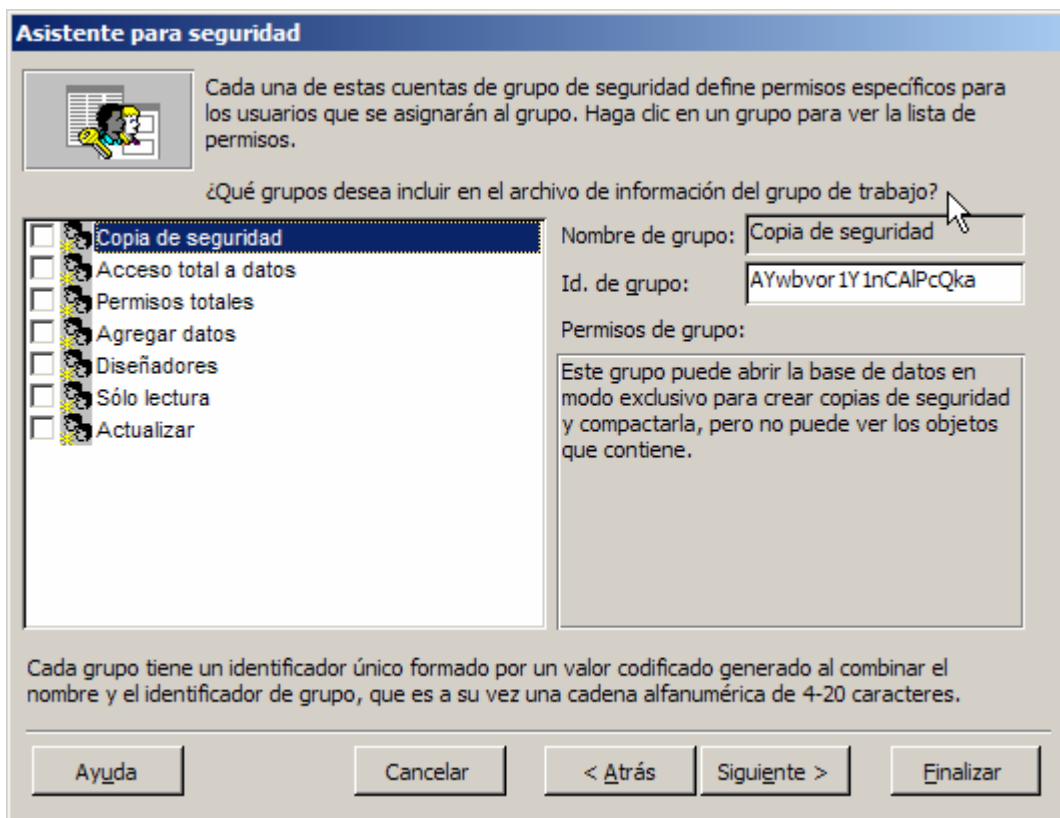 Asistente para seguridad
Cada una de estas cuentas de grupo de seguridad define permisos específicos para
los usuarios que se asignarán al grupo. Haga clic en un grupo para ver la lista de
permisos.
¿Qué grupos desea incluir en el archivo de información del grupo de trabajo?
Copia de seguridad
Acceso total a datos
Permisos totales
Agregar datos
Diseñadores
Sólo lectura
Actualizar
Nombre de grupo: Copia de seguridad
Id. de grupo: AYwbvor1Y1nCAlPcQka
Permisos de grupo:
Este grupo puede abrir la base de datos en
modo exclusivo para crear copias de seguridad
y compactarla, pero no puede ver los objetos
que contiene.
Cada grupo tiene un identificador único formado por un valor codificado generado al combinar el
nombre y el identificador de grupo, que es a su vez una cadena alfanumérica de 4-20 caracteres.
Ayuda Cancelar < Atrás Siguiente > Finalizar